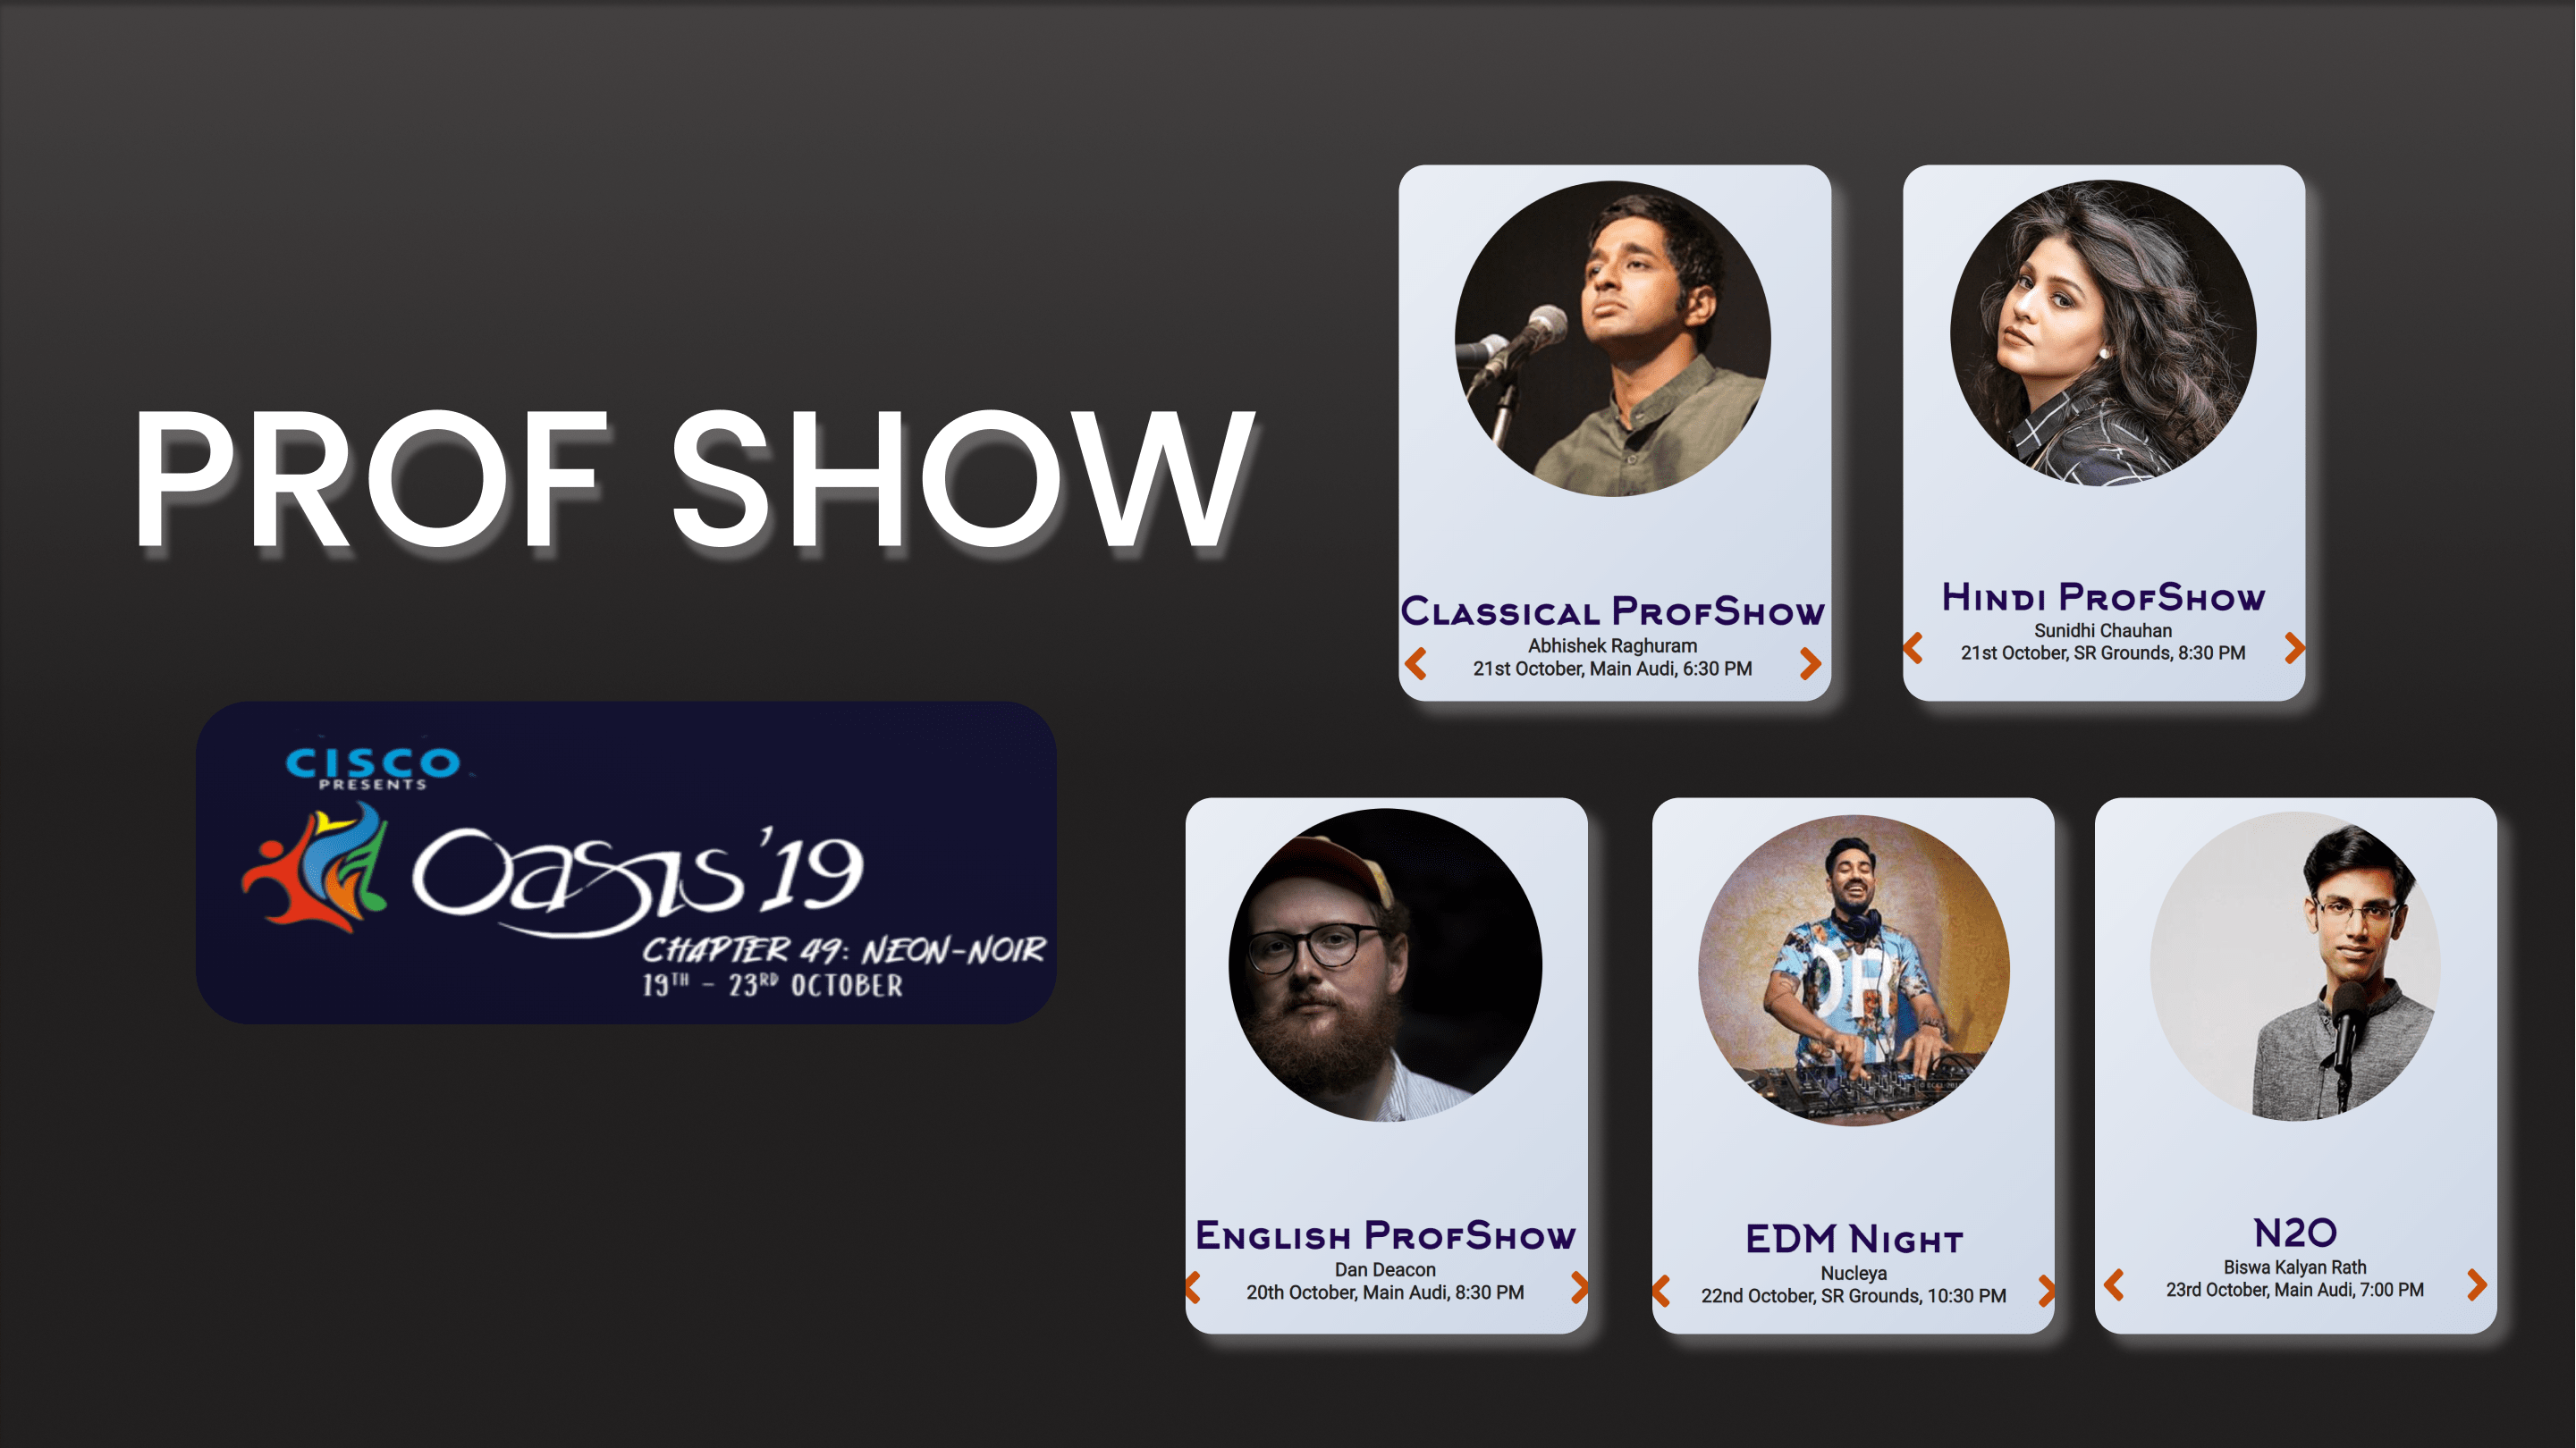 PROF SHOW
CISCO
PRESENTS
Oasis'19
CHAPTER 49: NEON-NOIR
19TH - 23RD OCTOBER
Classical ProfShow
Abhishek Raghuram
21st October, Main Audi, 6:30 PM
Hindi ProfShow
Sunidhi Chauhan
21st October, SR Grounds, 8:30 PM
English ProfShow
Dan Deacon
20th October, Main Audi, 8:30 PM
EDM Night
Nucleya
22nd October, SR Grounds, 10:30 PM
N2O
Biswa Kalyan Rath
23rd October, Main Audi, 7:00 PM